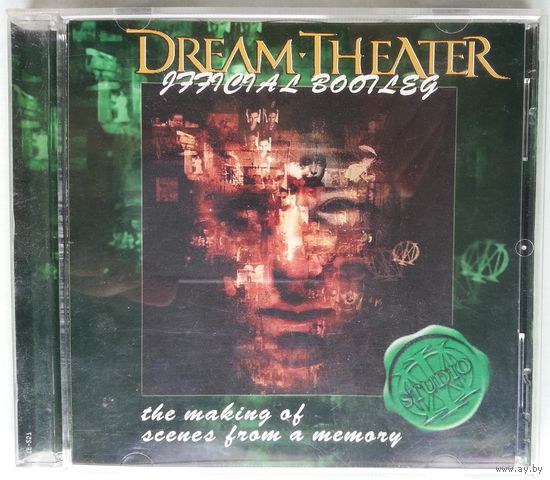 DREAM THEATER
OFFICIAL BOOTLEG
STUDIO
the making of
scenes from a memory
www.ay.by